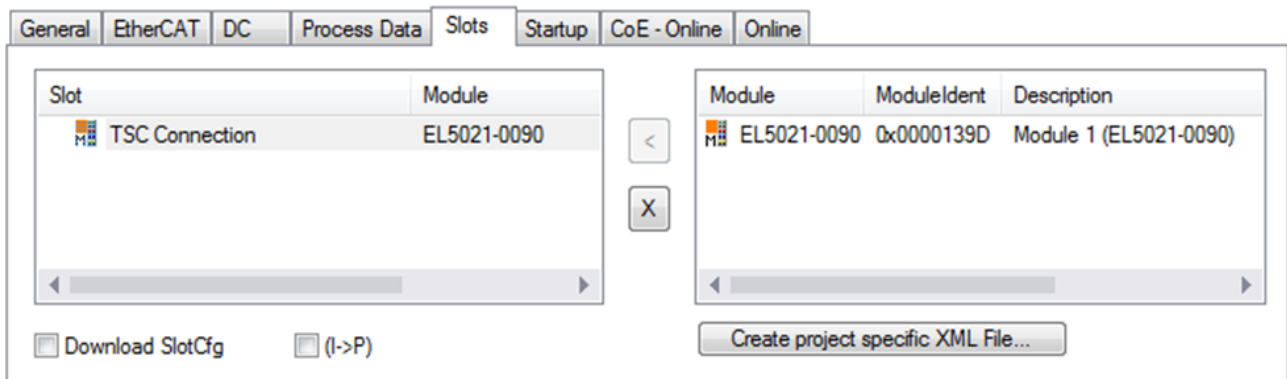 General EtherCAT DC Process Data Slots Startup CoE - Online Online
Slot Module
TSC Connection EL5021-0090
<
X
Module ModuleIdent Description
EL5021-0090 0x0000139D Module 1 (EL5021-0090)
Download SlotCfg (I->P)
Create project specific XML File...